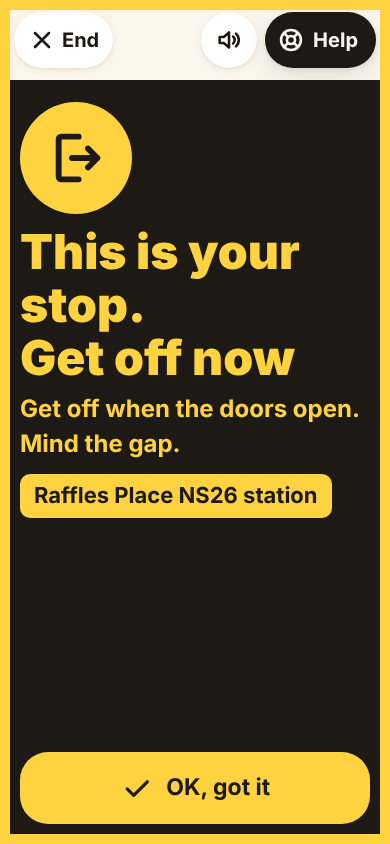 End
Help
This is your
stop.
Get off now
Get off when the doors open.
Mind the gap.
Raffles Place NS26 station
OK, got it